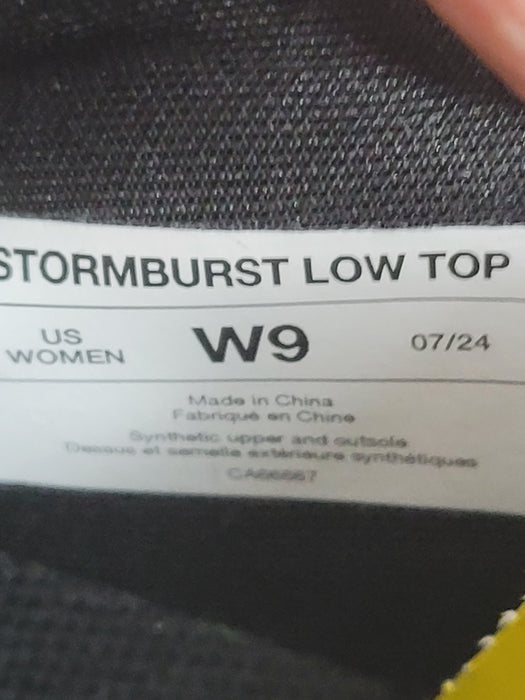 STORMBURST LOW TOP
US WOMEN W9 07/24
Made in China
Fabriqué en Chine
Synthetic upper and outsole
Dessus et semelle extérieure synthétiques